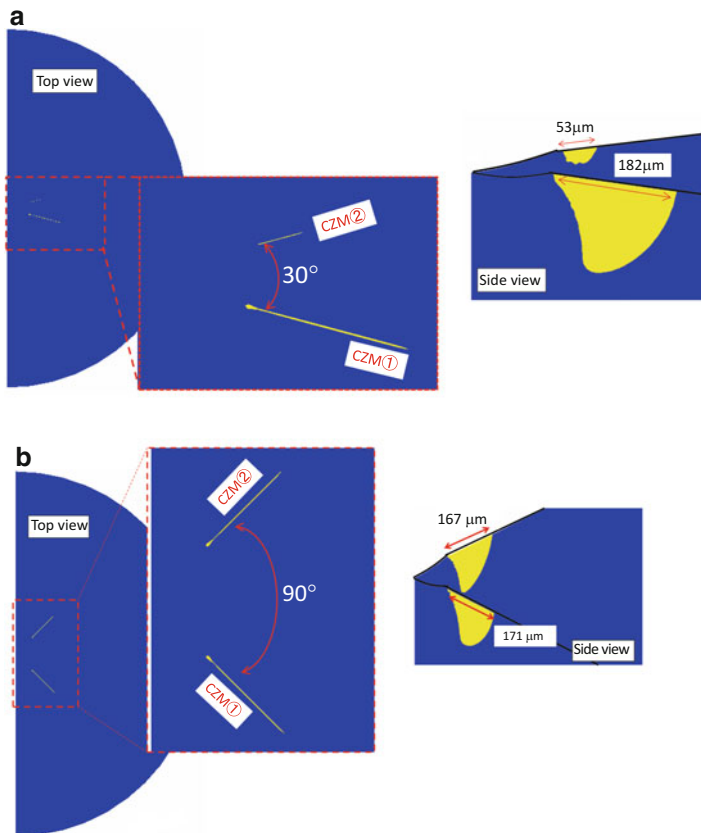 a
Top view
CZM②
30°
CZM①
53μm
182μm
Side view
b
Top view
CZM②
90°
CZM①
167 μm
171 μm
Side view